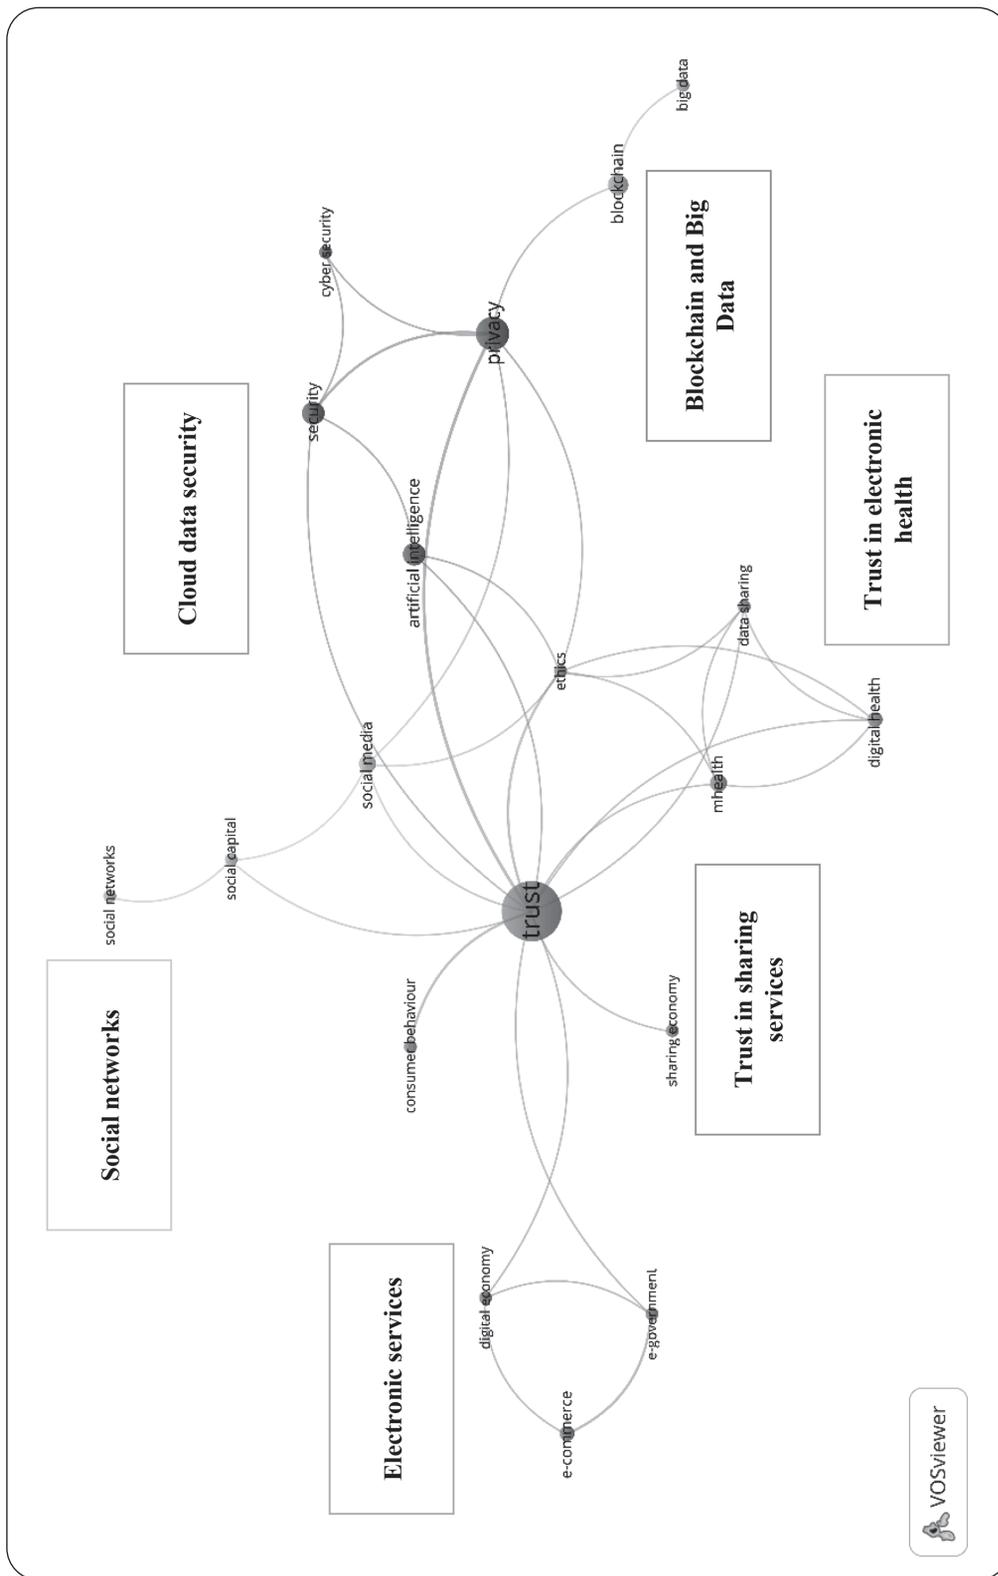 Social networks
social networks
social capital
Cloud data security
cyber security
security
social media
artificial intelligence
privacy
Electronic services
consumer behaviour
digital economy
e-commerce
e-government
trust
ethics
blockchain
big data
Blockchain and Big
Data
sharing economy
Trust in sharing
services
mhealth
data sharing
digital health
Trust in electronic
health
VOSviewer